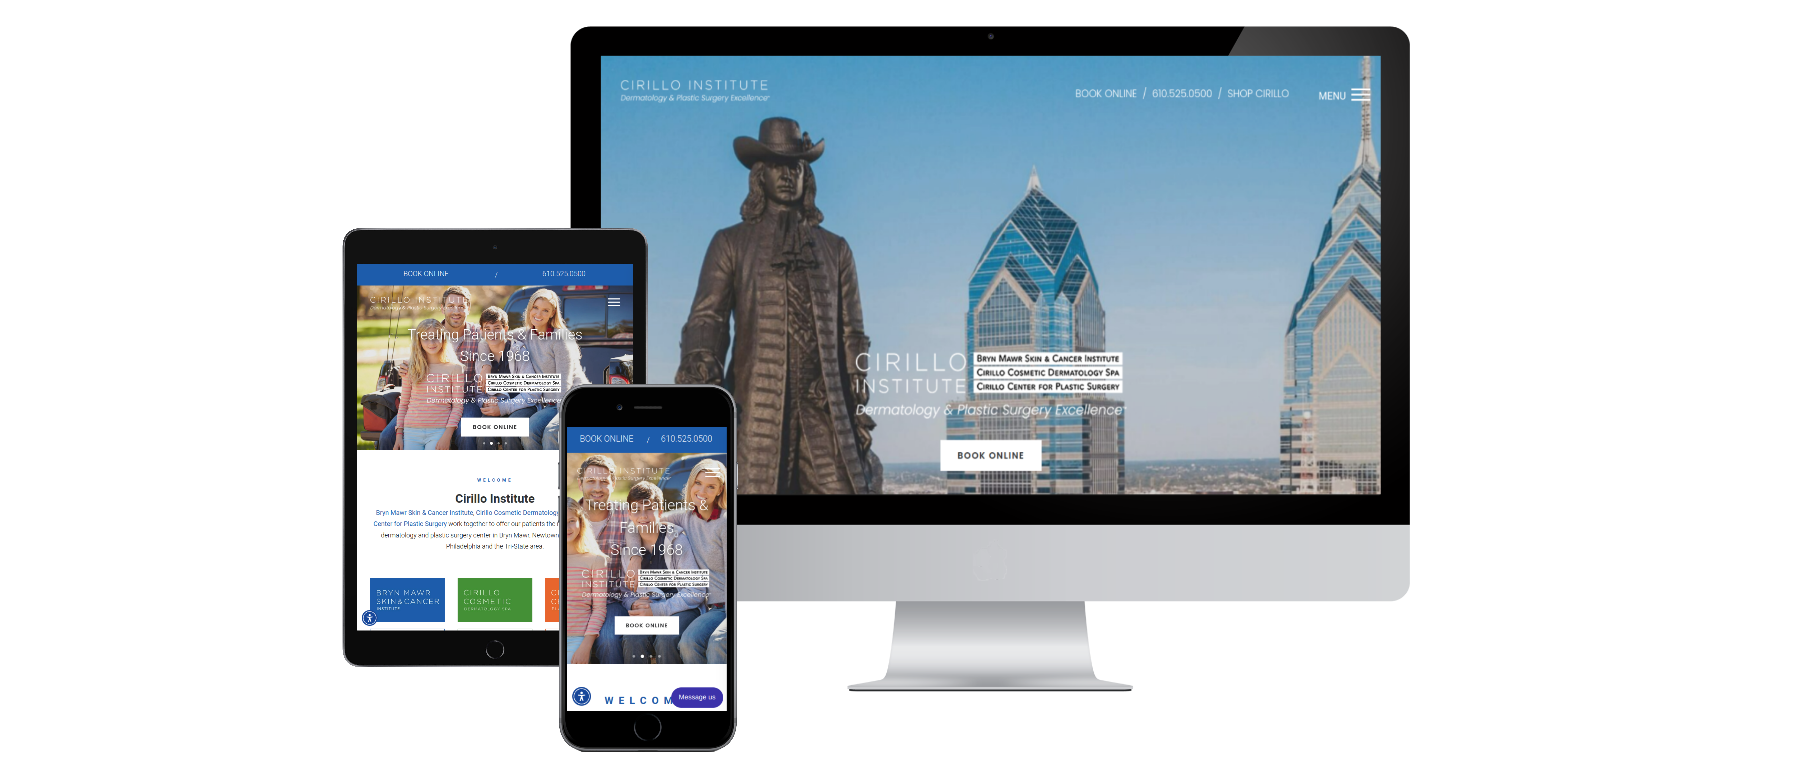 CIRILLO INSTITUTE
Dermatology & Plastic Surgery Excellence
BOOK ONLINE / 610.525.0500 / SHOP CIRILLO
MENU
CIRILLO
INSTITUTE
BRYN MAWR SKIN & CANCER INSTITUTE
CIRILLO COSMETIC DERMATOLOGY SPA
CIRILLO CENTER FOR PLASTIC SURGERY
Dermatology & Plastic Surgery Excellence
BOOK ONLINE
BOOK ONLINE / 610.525.0500
CIRILLO INSTITUTE
Dermatology & Plastic Surgery Excellence
Treating Patients & Families
Since 1968
CIRILLO
INSTITUTE
BRYN MAWR SKIN & CANCER INSTITUTE
CIRILLO COSMETIC DERMATOLOGY SPA
CIRILLO CENTER FOR PLASTIC SURGERY
Dermatology & Plastic Surgery Excellence
BOOK ONLINE
WELCOME
Cirillo Institute
Bryn Mawr Skin & Cancer Institute, Cirillo Cosmetic Dermatology
Center for Plastic Surgery work together to offer our patients the
dermatology and plastic surgery center in Bryn Mawr, Newtown
Philadelphia and the Tri-State area.
BRYN MAWR
SKIN&CANCER
INSTITUTE
CIRILLO
COSMETIC
DERMATOLOGY SPA
BOOK ONLINE / 610.525.0500
CIRILLO INSTITUTE
Dermatology & Plastic Surgery Excellence
Treating Patients &
Families
Since 1968
CIRILLO
INSTITUTE
BRYN MAWR SKIN & CANCER INSTITUTE
CIRILLO COSMETIC DERMATOLOGY SPA
CIRILLO CENTER FOR PLASTIC SURGERY
Dermatology & Plastic Surgery Excellence
BOOK ONLINE
WELCOM
Message us